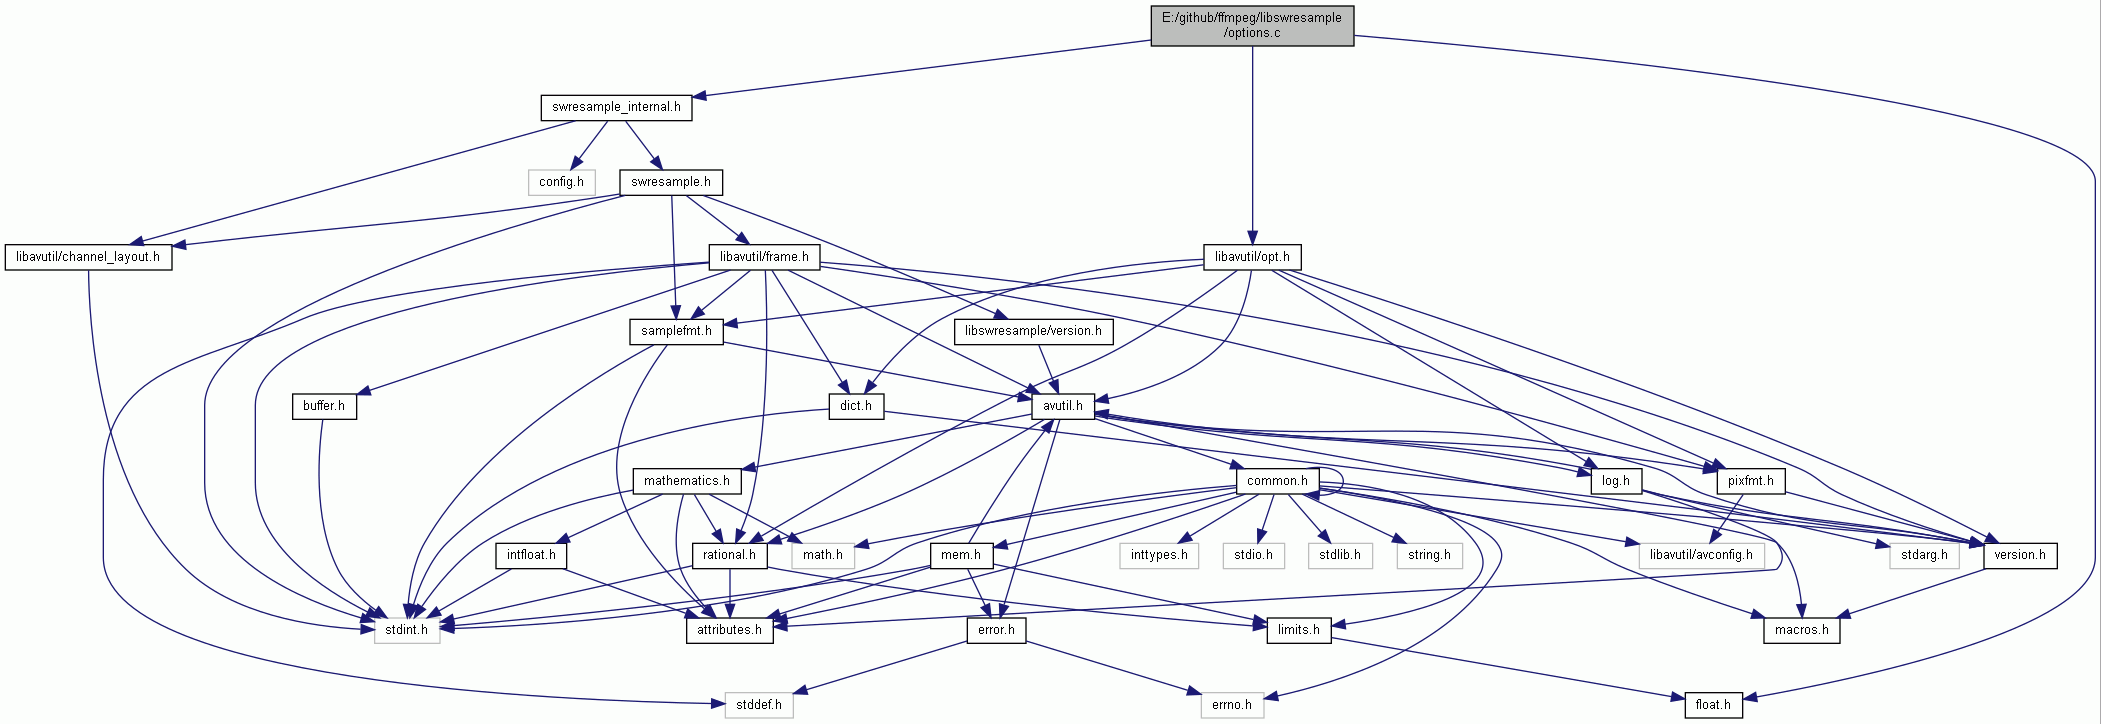 E:/github/ffmpeg/libswresample
/options.c
swresample_internal.h
config.h
swresample.h
libavutil/channel_layout.h
libavutil/frame.h
libavutil/opt.h
samplefmt.h
libswresample/version.h
buffer.h
dict.h
avutil.h
mathematics.h
common.h
log.h
pixfmt.h
intfloat.h
rational.h
math.h
mem.h
inttypes.h
stdio.h
stdlib.h
string.h
libavutil/avconfig.h
stdarg.h
version.h
stdint.h
attributes.h
error.h
limits.h
macros.h
stddef.h
errno.h
float.h